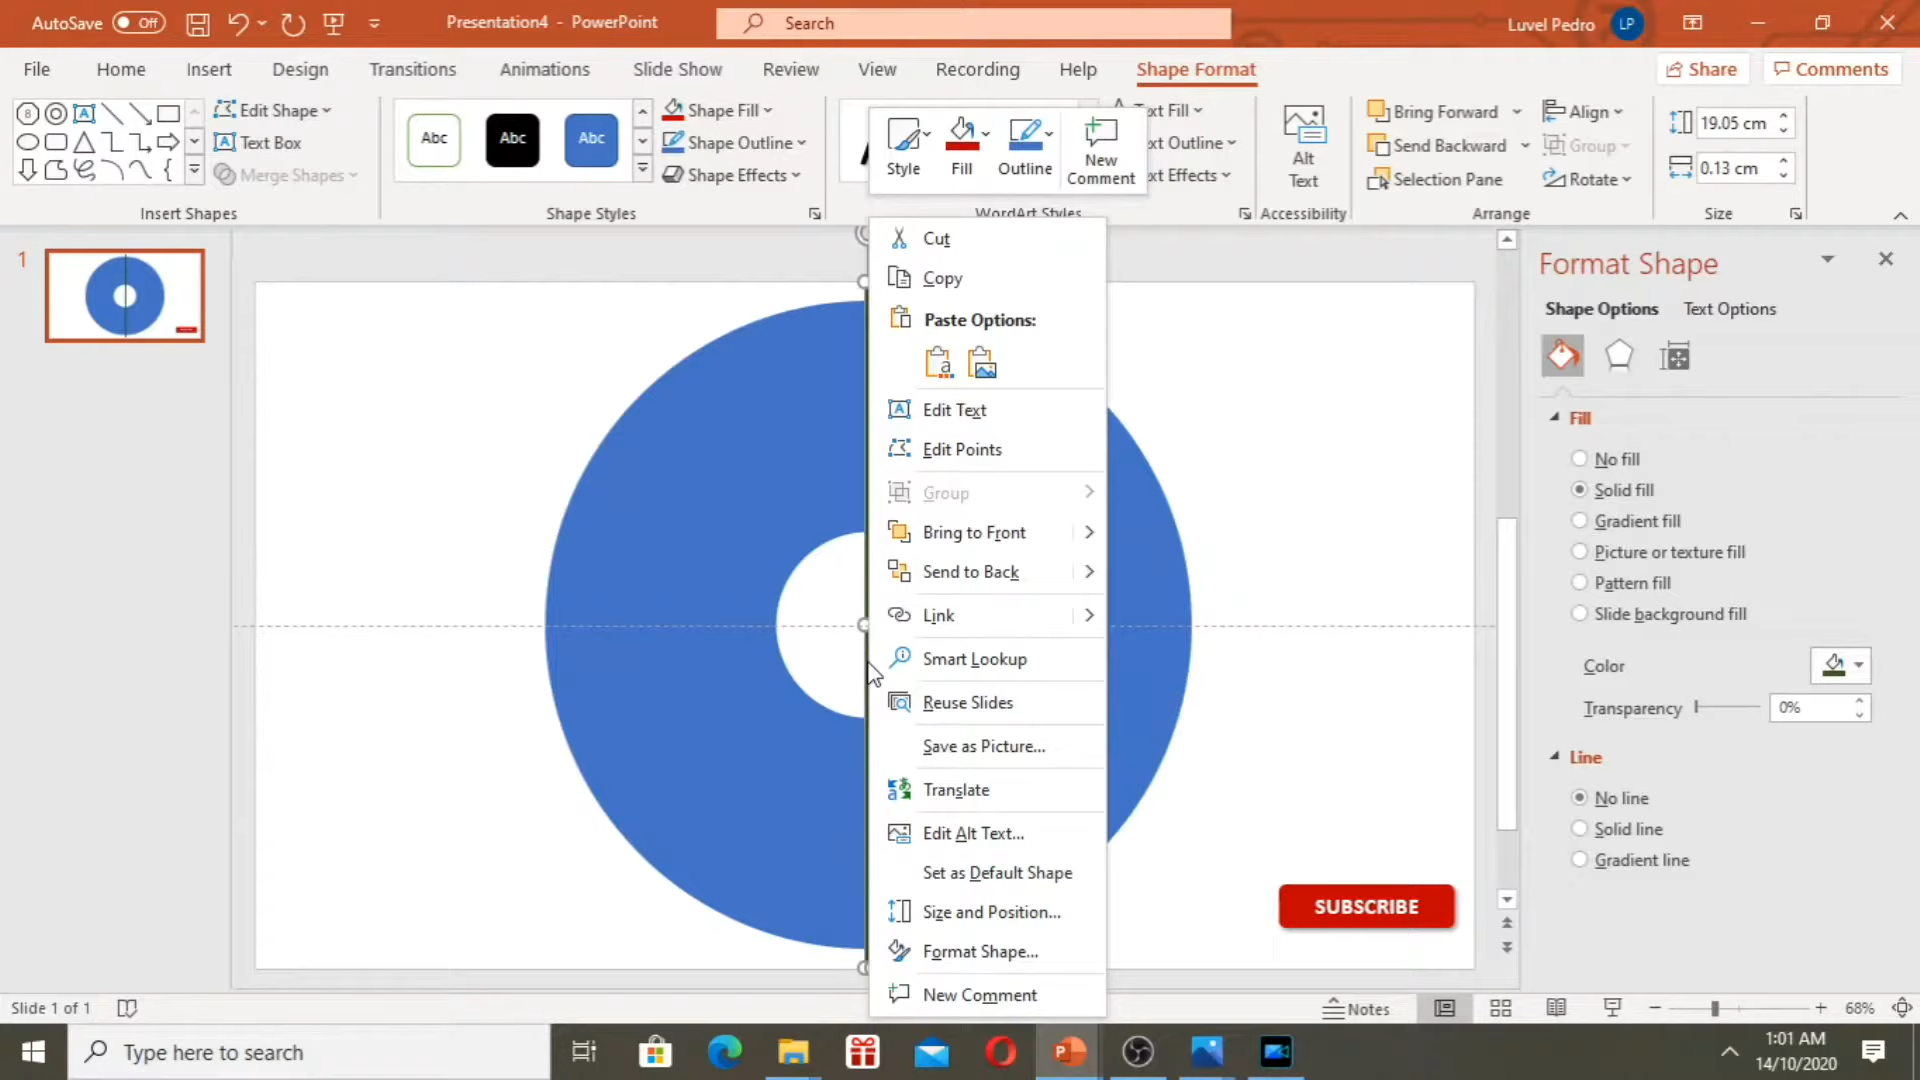 AutoSave Off Presentation4 - PowerPoint Search Luvel Pedro LP
File Home Insert Design Transitions Animations Slide Show Review View Recording Help Shape Format Share Comments
Edit Shape
Text Box
Merge Shapes
Insert Shapes
Abc Abc Abc
Shape Fill
Shape Outline
Shape Effects
Shape Styles
Style Fill Outline New Comment
xt Fill
xt Outline
xt Effects
WordArt Styles
Alt Text
Accessibility
Bring Forward
Send Backward
Selection Pane
Align
Group
Rotate
Arrange
19.05 cm
0.13 cm
Size
1
Cut
Copy
Paste Options:
Edit Text
Edit Points
Group
Bring to Front
Send to Back
Link
Smart Lookup
Reuse Slides
Save as Picture...
Translate
Edit Alt Text...
Set as Default Shape
Size and Position...
Format Shape...
New Comment
SUBSCRIBE
Format Shape
Shape Options Text Options
Fill
No fill
Solid fill
Gradient fill
Picture or texture fill
Pattern fill
Slide background fill
Color
Transparency 0%
Line
No line
Solid line
Gradient line
Slide 1 of 1 Notes 68%
Type here to search
1:01 AM
14/10/2020